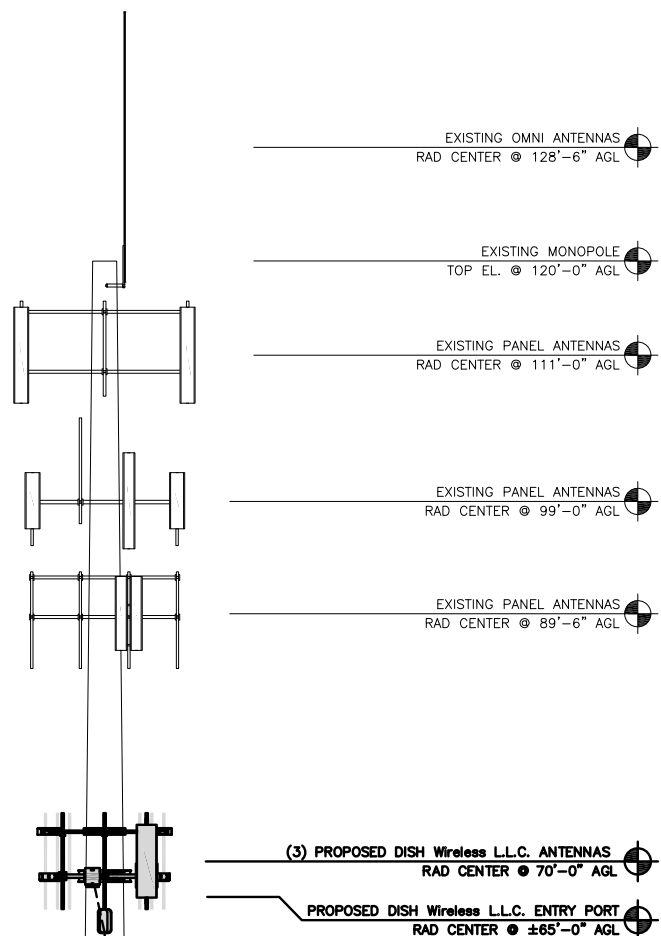 EXISTING OMNI ANTENNAS
RAD CENTER @ 128'-6" AGL
EXISTING MONOPOLE
TOP EL. @ 120'-0" AGL
EXISTING PANEL ANTENNAS
RAD CENTER @ 111'-0" AGL
EXISTING PANEL ANTENNAS
RAD CENTER @ 99'-0" AGL
EXISTING PANEL ANTENNAS
RAD CENTER @ 89'-6" AGL
(3) PROPOSED DISH Wireless L.L.C. ANTENNAS
RAD CENTER @ 70'-0" AGL
PROPOSED DISH Wireless L.L.C. ENTRY PORT
RAD CENTER @ ±65'-0" AGL